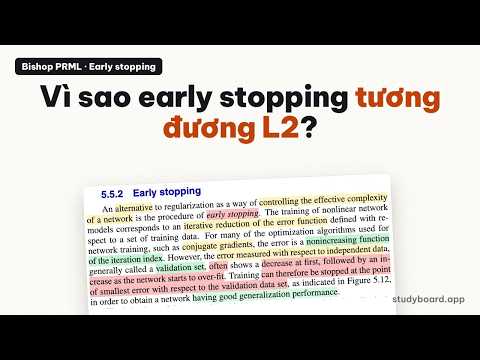 Bishop PRML · Early stopping
Vì sao early stopping tương
đương L2?
5.5.2 Early stopping
An alternative to regularization as a way of controlling the effective complexity
of a network is the procedure of early stopping. The training of nonlinear network
models corresponds to an iterative reduction of the error function defined with re-
spect to a set of training data. For many of the optimization algorithms used for
network training, such as conjugate gradients, the error is a nonincreasing function
of the iteration index. However, the error measured with respect to independent data,
generally called a validation set, often shows a decrease at first, followed by an in-
crease as the network starts to over-fit. Training can therefore be stopped at the point
of smallest error with respect to the validation data set, as indicated in Figure 5.12,
in order to obtain a network having good generalization performance.
studyboard.app